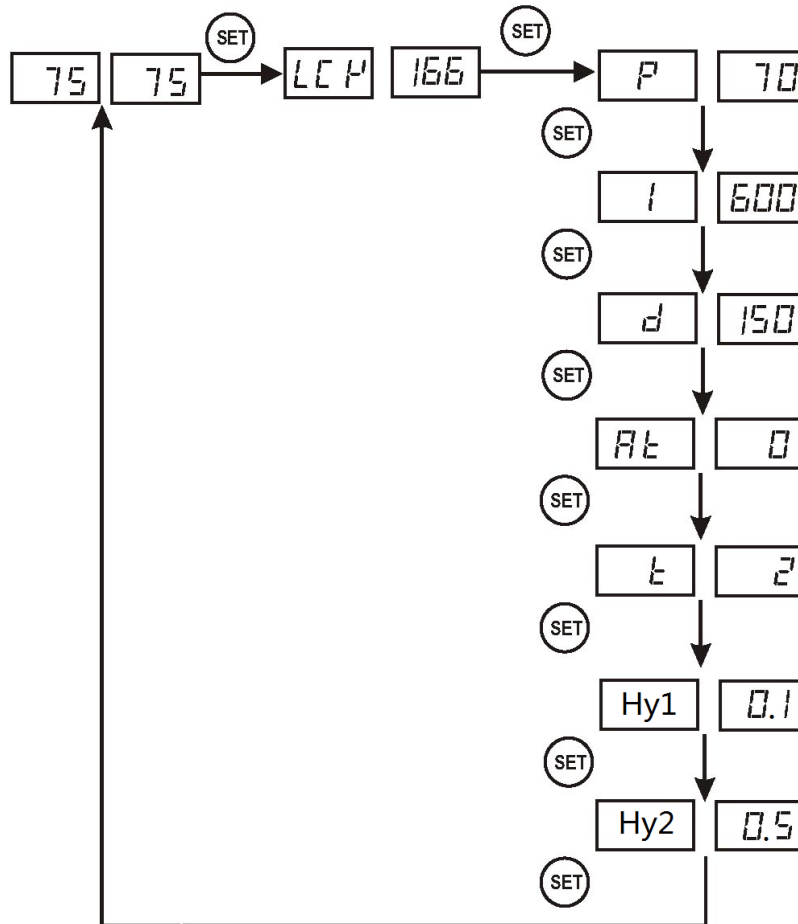 SET
SET
75 75 LCK 166 P 70
SET
I 600
SET
d 150
SET
At 0
SET
t 2
SET
Hy1 0.1
SET
Hy2 0.5
SET